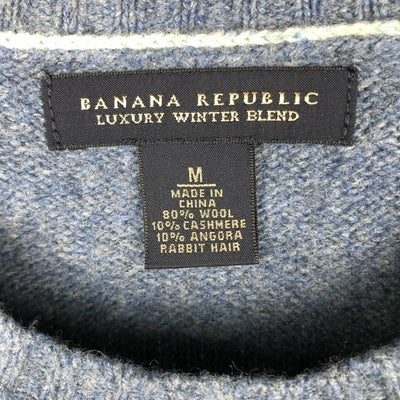 BANANA REPUBLIC
LUXURY WINTER BLEND
M
MADE IN
CHINA
80% WOOL
10% CASHMERE
10% ANGORA
RABBIT HAIR